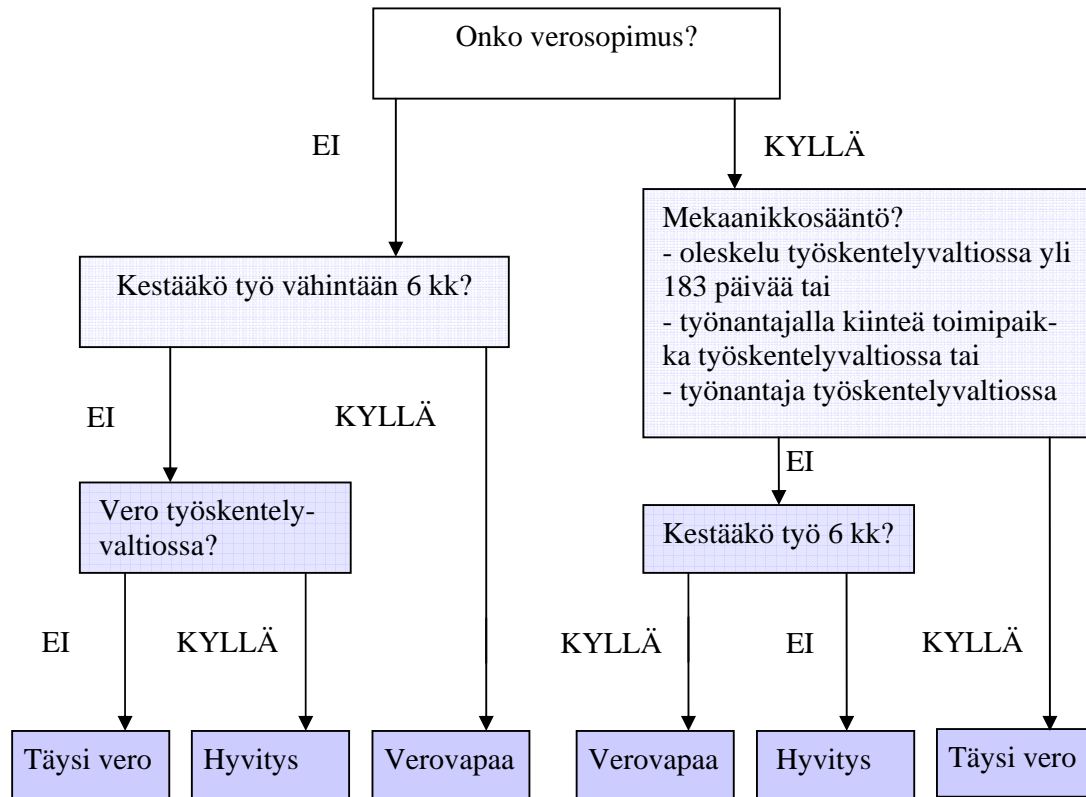 Onko verosopimus?
EI
KYLLÄ
Mekaanikkosääntö?
- oleskelu työskentelyvaltiossa yli
183 päivää tai
- työnantajalla kiinteä toimipaik-
ka työskentelyvaltiossa tai
- työnantaja työskentelyvaltiossa
Kestääkö työ vähintään 6 kk?
EI
KYLLÄ
EI
Vero työskentely-
valtiossa?
Kestääkö työ 6 kk?
EI
KYLLÄ
KYLLÄ
EI
KYLLÄ
Täysi vero
Hyvitys
Verovapaa
Verovapaa
Hyvitys
Täysi vero